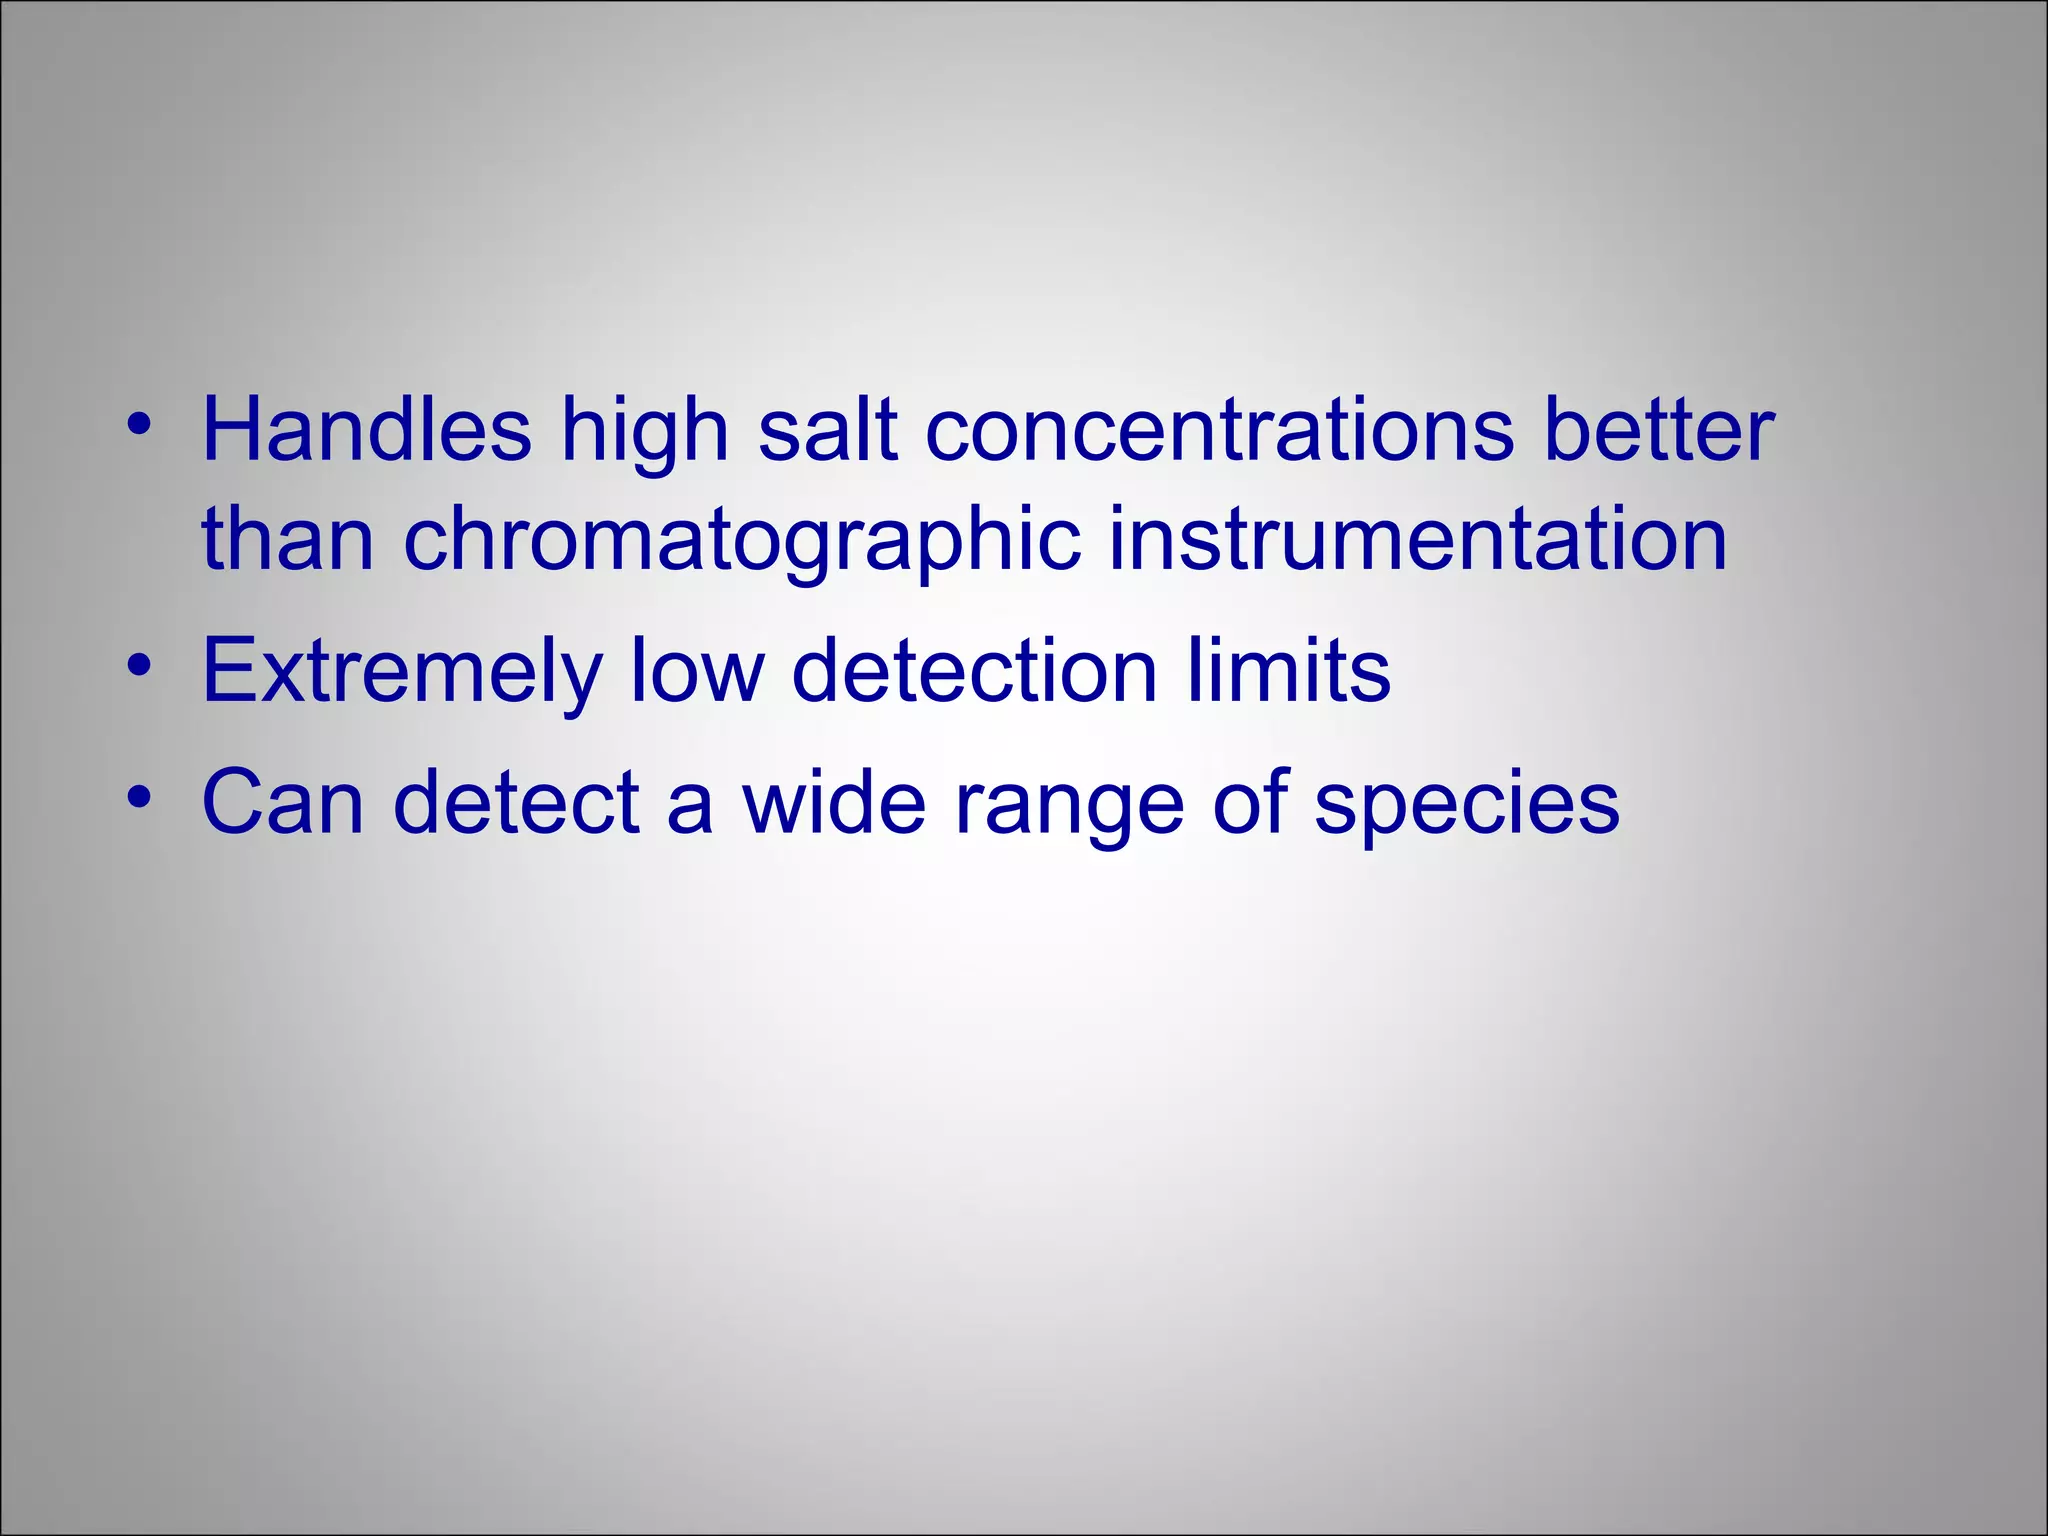 • Handles high salt concentrations better
than chromatographic instrumentation
• Extremely low detection limits
• Can detect a wide range of species